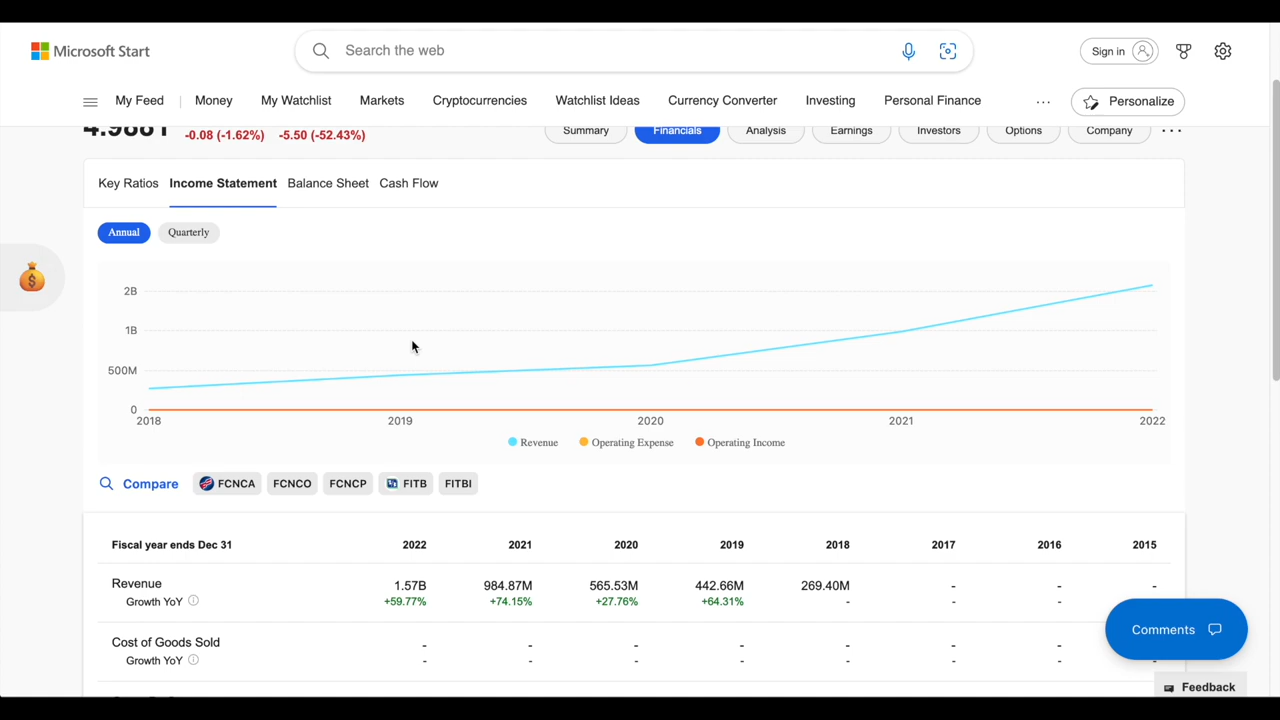 Microsoft Start
Search the web
Sign in
My Feed | Money My Watchlist Markets Cryptocurrencies Watchlist Ideas Currency Converter Investing Personal Finance ... Personalize
4.9881 -0.08 (-1.62%) -5.50 (-52.43%) Summary Financials Analysis Earnings Investors Options Company ...
Key Ratios Income Statement Balance Sheet Cash Flow
Annual Quarterly
2B
1B
500M
0
2018 2019 2020 2021 2022
Revenue Operating Expense Operating Income
Compare FCNCA FCNCO FCNCP FITB FITBI
Fiscal year ends Dec 31 2022 2021 2020 2019 2018 2017 2016 2015
Revenue 1.57B 984.87M 565.53M 442.66M 269.40M - - -
Growth YoY +59.77% +74.15% +27.76% +64.31% - - - -
Comments
Cost of Goods Sold - - - - - - - -
Growth YoY - - - - - - - -
Feedback